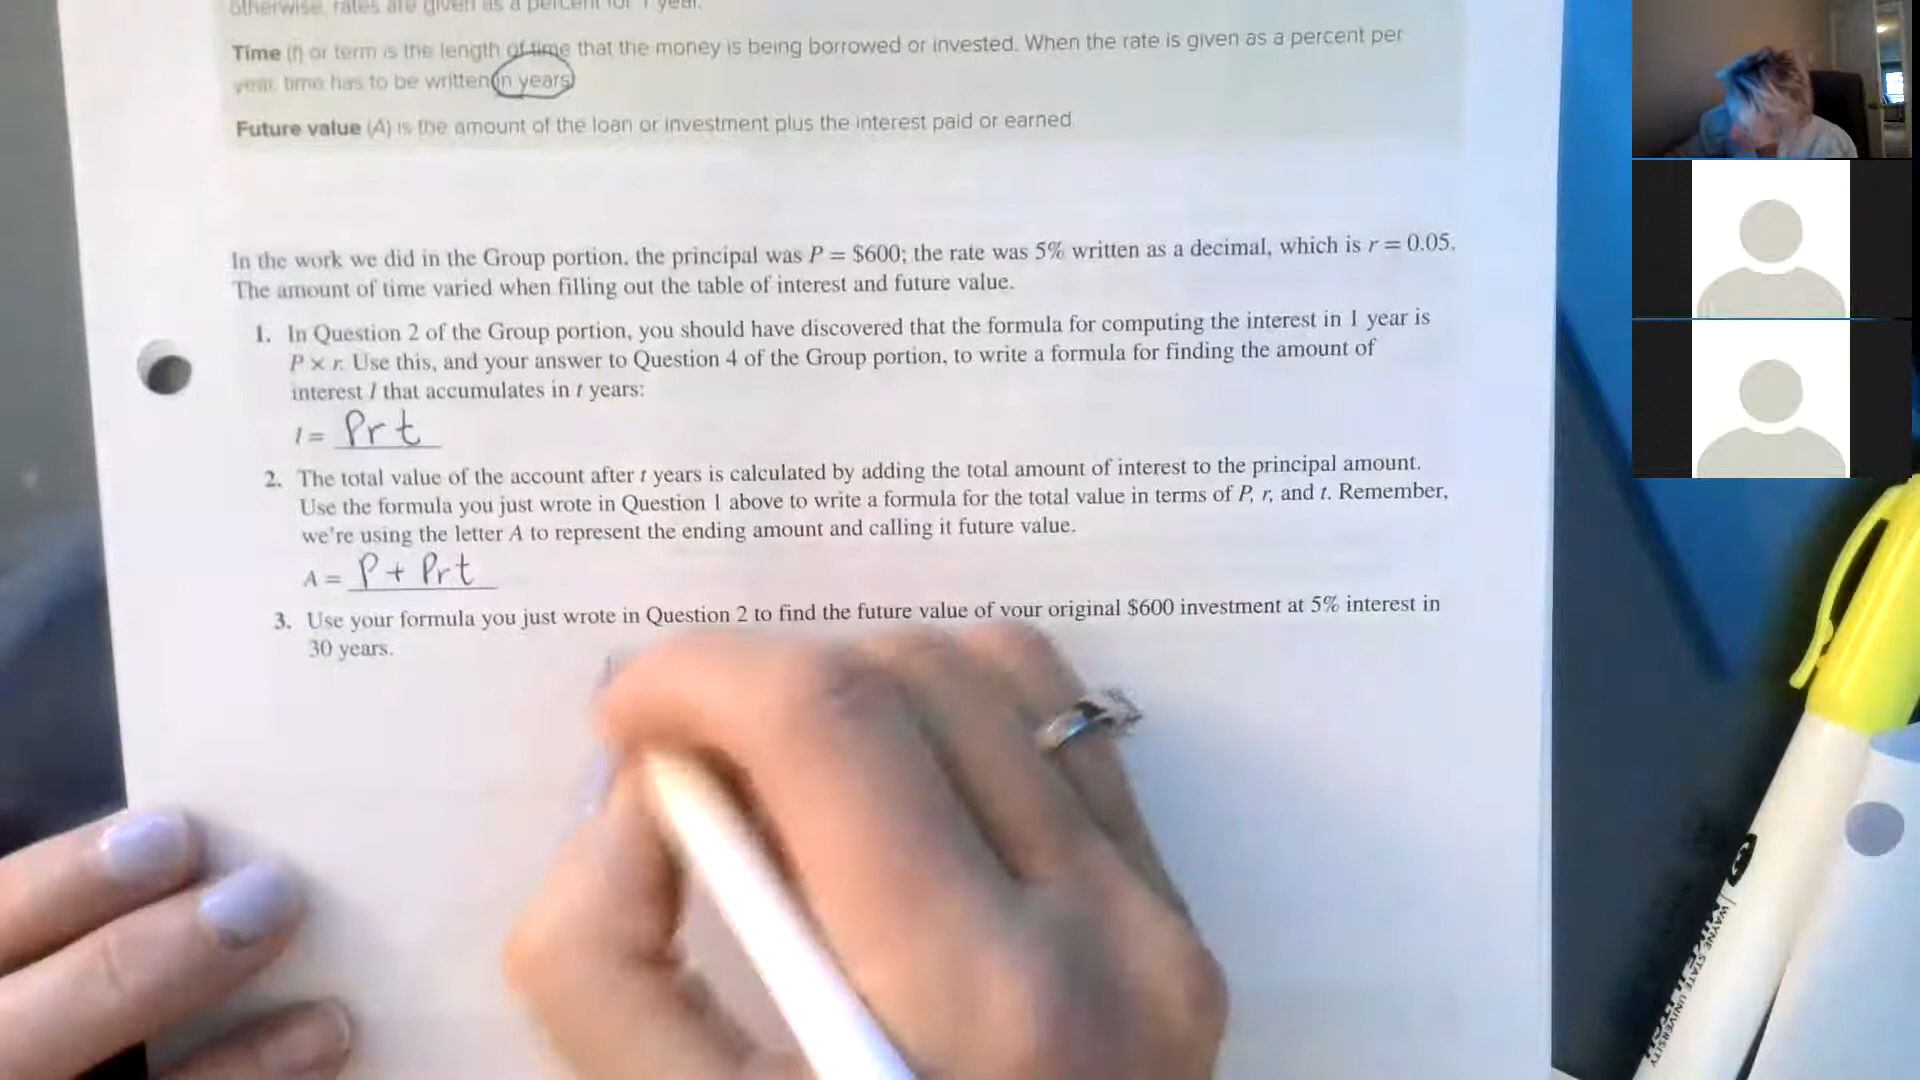 otherwise, rates are given as a percent for 1 year.
Time (t) or term is the length of time that the money is being borrowed or invested. When the rate is given as a percent per
year, time has to be written in years.
Future value (A) is the amount of the loan or investment plus the interest paid or earned.
In the work we did in the Group portion, the principal was P = $600; the rate was 5% written as a decimal, which is r = 0.05.
The amount of time varied when filling out the table of interest and future value.
1. In Question 2 of the Group portion, you should have discovered that the formula for computing the interest in 1 year is
P × r. Use this, and your answer to Question 4 of the Group portion, to write a formula for finding the amount of
interest I that accumulates in t years:
I = Prt
2. The total value of the account after t years is calculated by adding the total amount of interest to the principal amount.
Use the formula you just wrote in Question 1 above to write a formula for the total value in terms of P, r, and t. Remember,
we're using the letter A to represent the ending amount and calling it future value.
A = P + Prt
3. Use your formula you just wrote in Question 2 to find the future value of your original $600 investment at 5% interest in
30 years.
WAYNE STATE UNIVERSITY